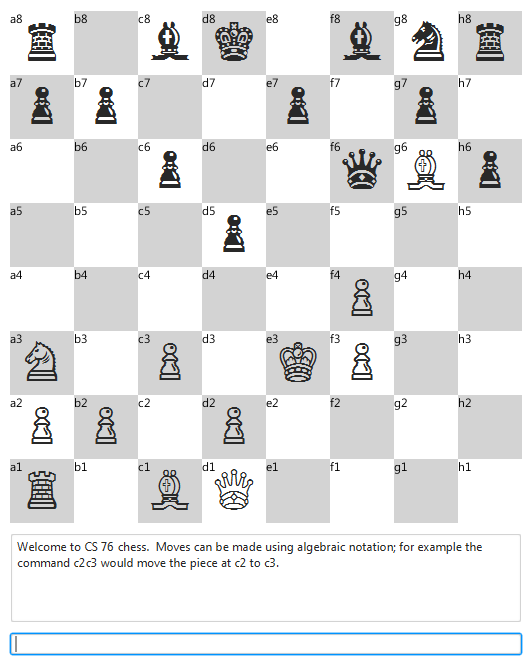 a8 b8 c8 d8 e8 f8 g8 h8
a7 b7 c7 d7 e7 f7 g7 h7
a6 b6 c6 d6 e6 f6 g6 h6
a5 b5 c5 d5 e5 f5 g5 h5
a4 b4 c4 d4 e4 f4 g4 h4
a3 b3 c3 d3 e3 f3 g3 h3
a2 b2 c2 d2 e2 f2 g2 h2
a1 b1 c1 d1 e1 f1 g1 h1
Welcome to CS 76 chess.  Moves can be made using algebraic notation; for example the
command c2c3 would move the piece at c2 to c3.